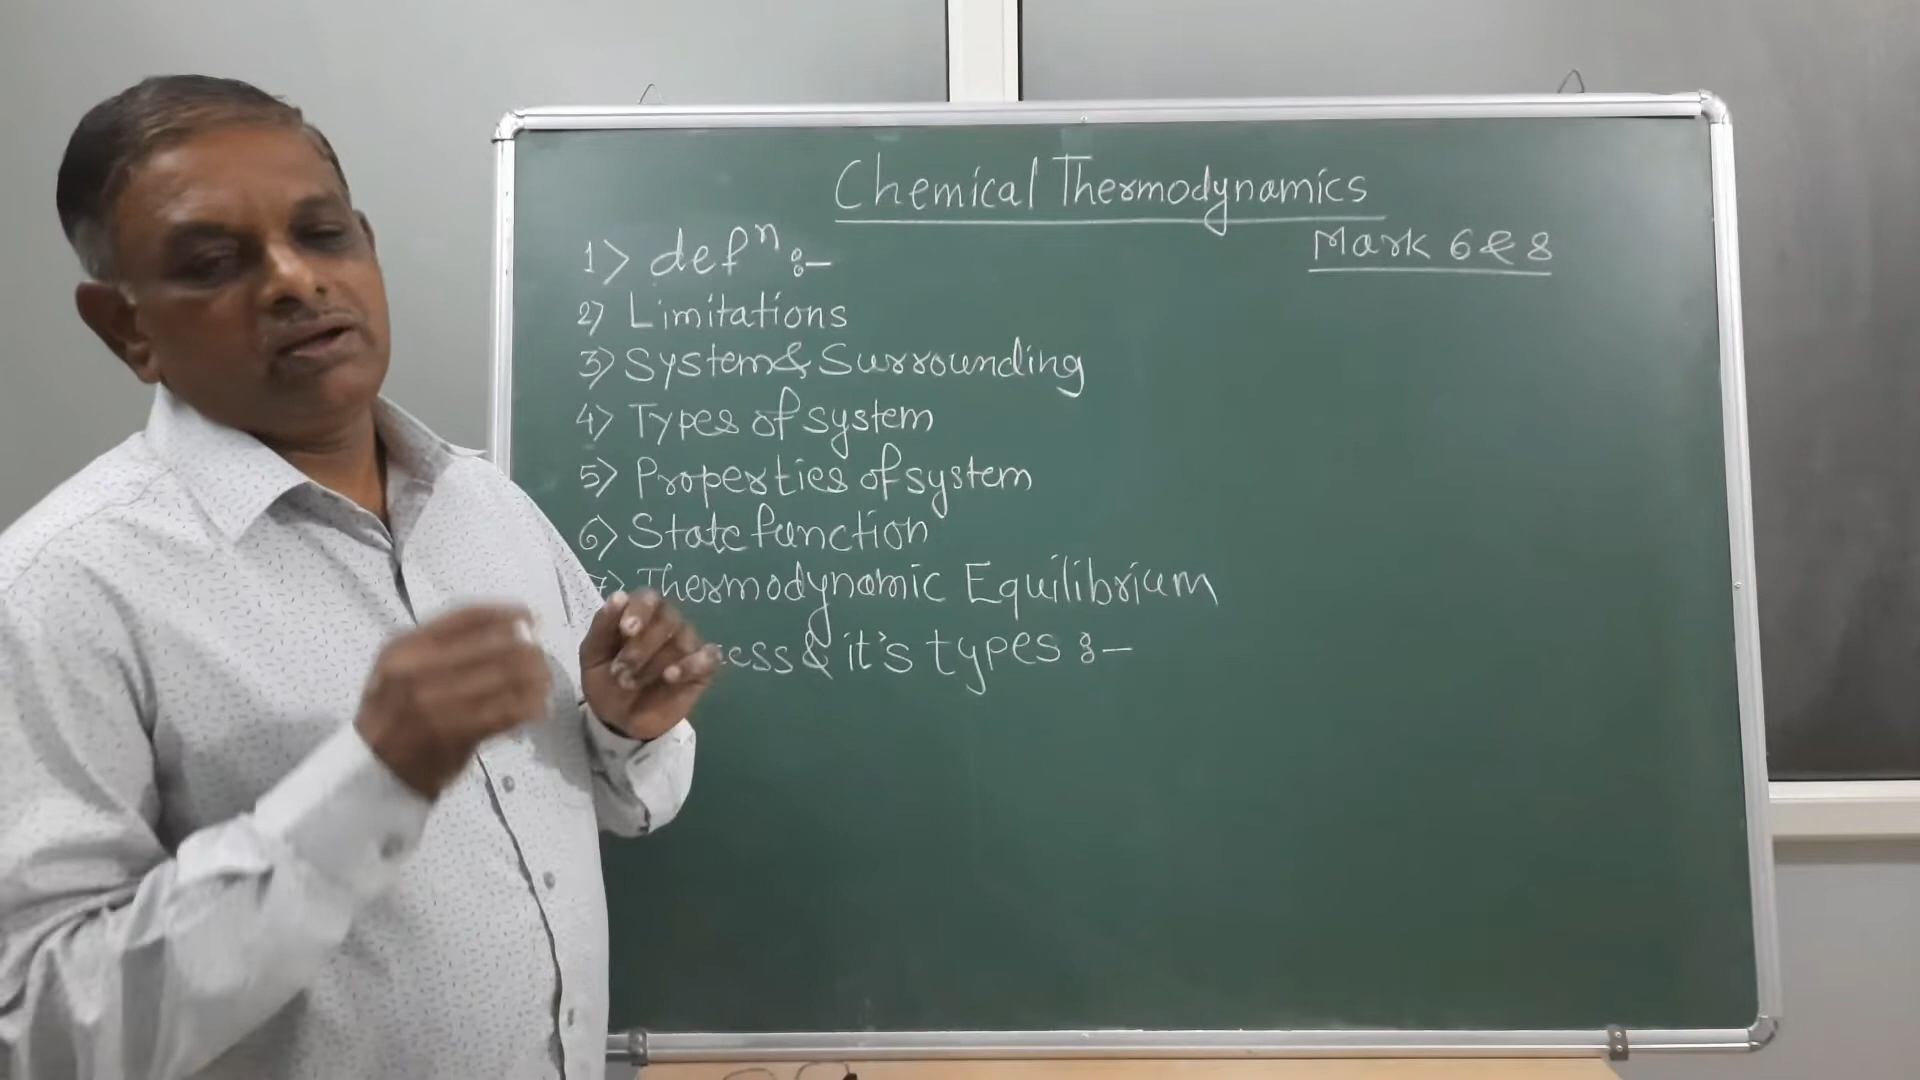 Chemical Thermodynamics
Mark 6 & 8
1> defⁿ :-
2) Limitations
3) System & Surrounding
4) Types of system
5) Properties of system
6) State function
7) Thermodynamic Equilibrium
& it's types :-